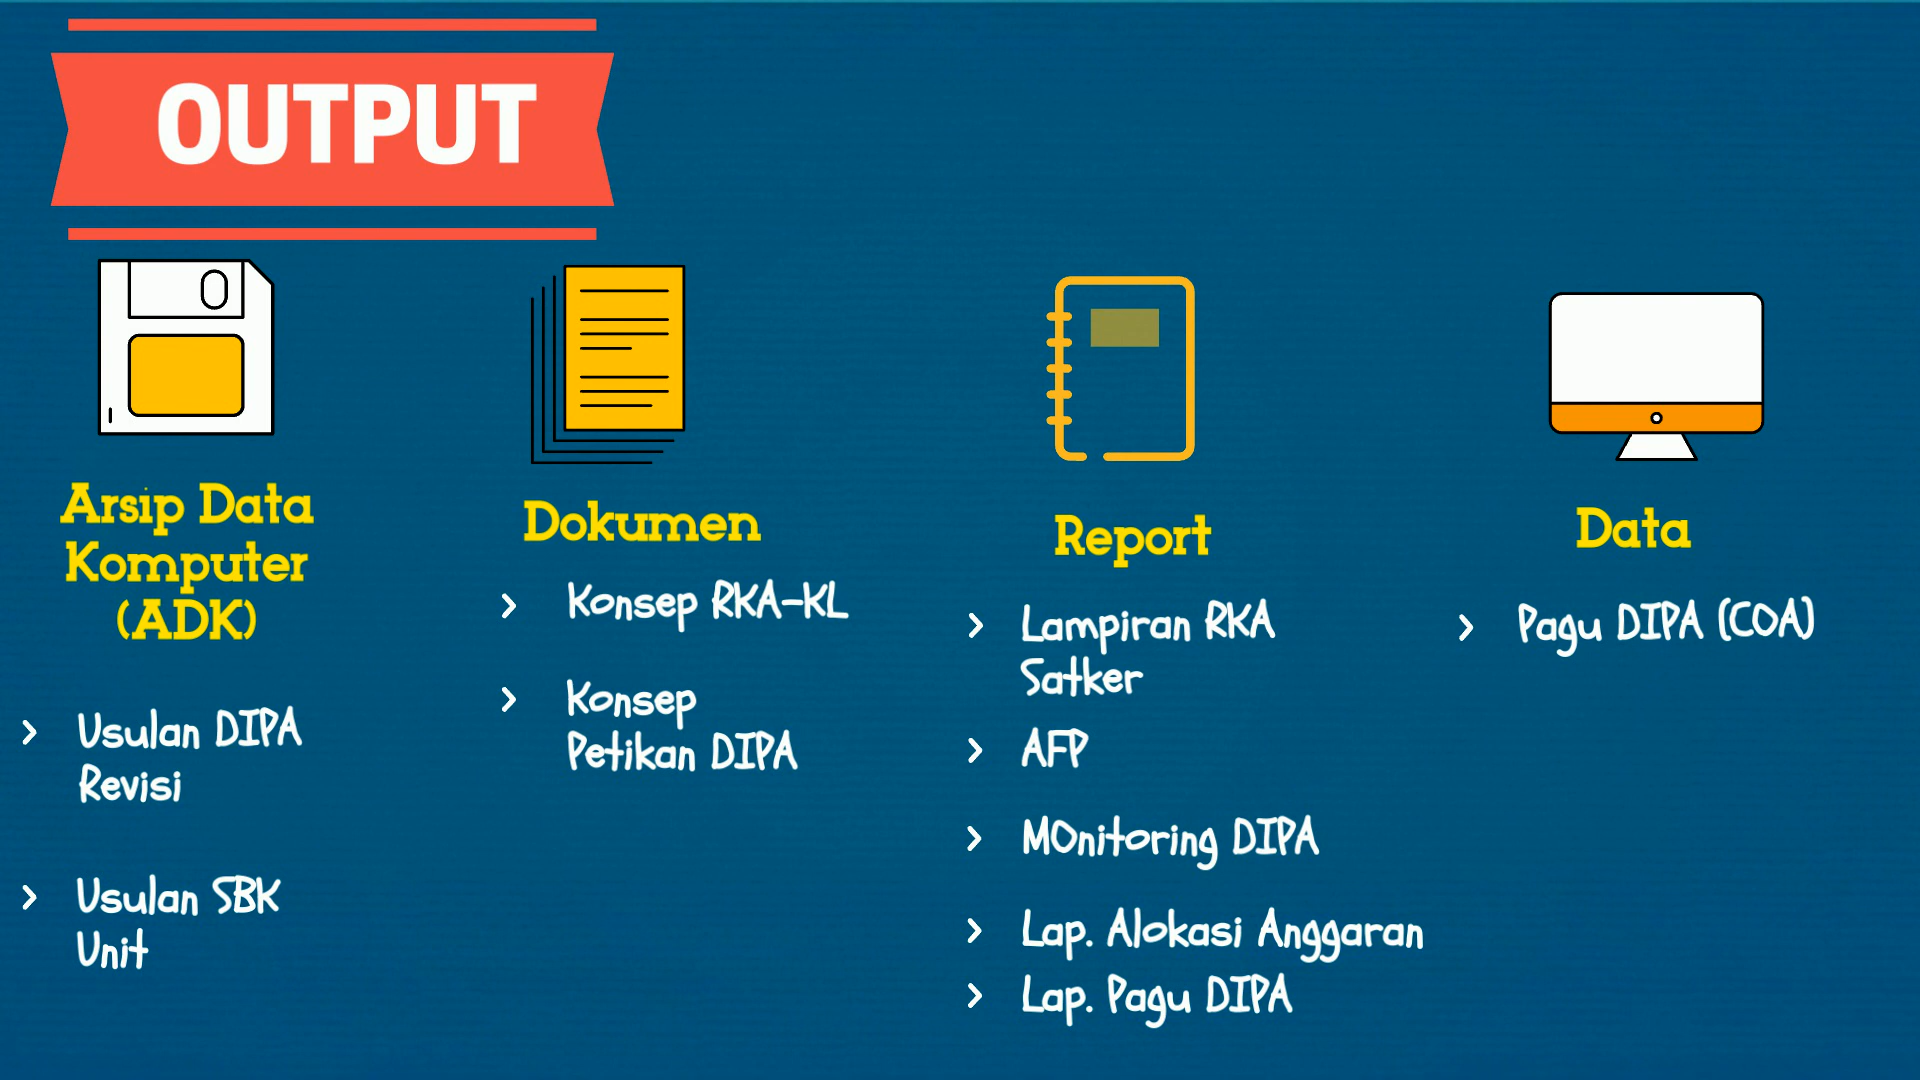 OUTPUT
Arsip Data
Komputer
(ADK)
› Usulan DIPA
Revisi
› Usulan SBK
Unit
Dokumen
› Konsep RKA-KL
› Konsep
Petikan DIPA
Report
› Lampiran RKA
Satker
› AFP
› MOnitoring DIPA
› Lap. Alokasi Anggaran
› Lap. Pagu DIPA
Data
› Pagu DIPA (COA)